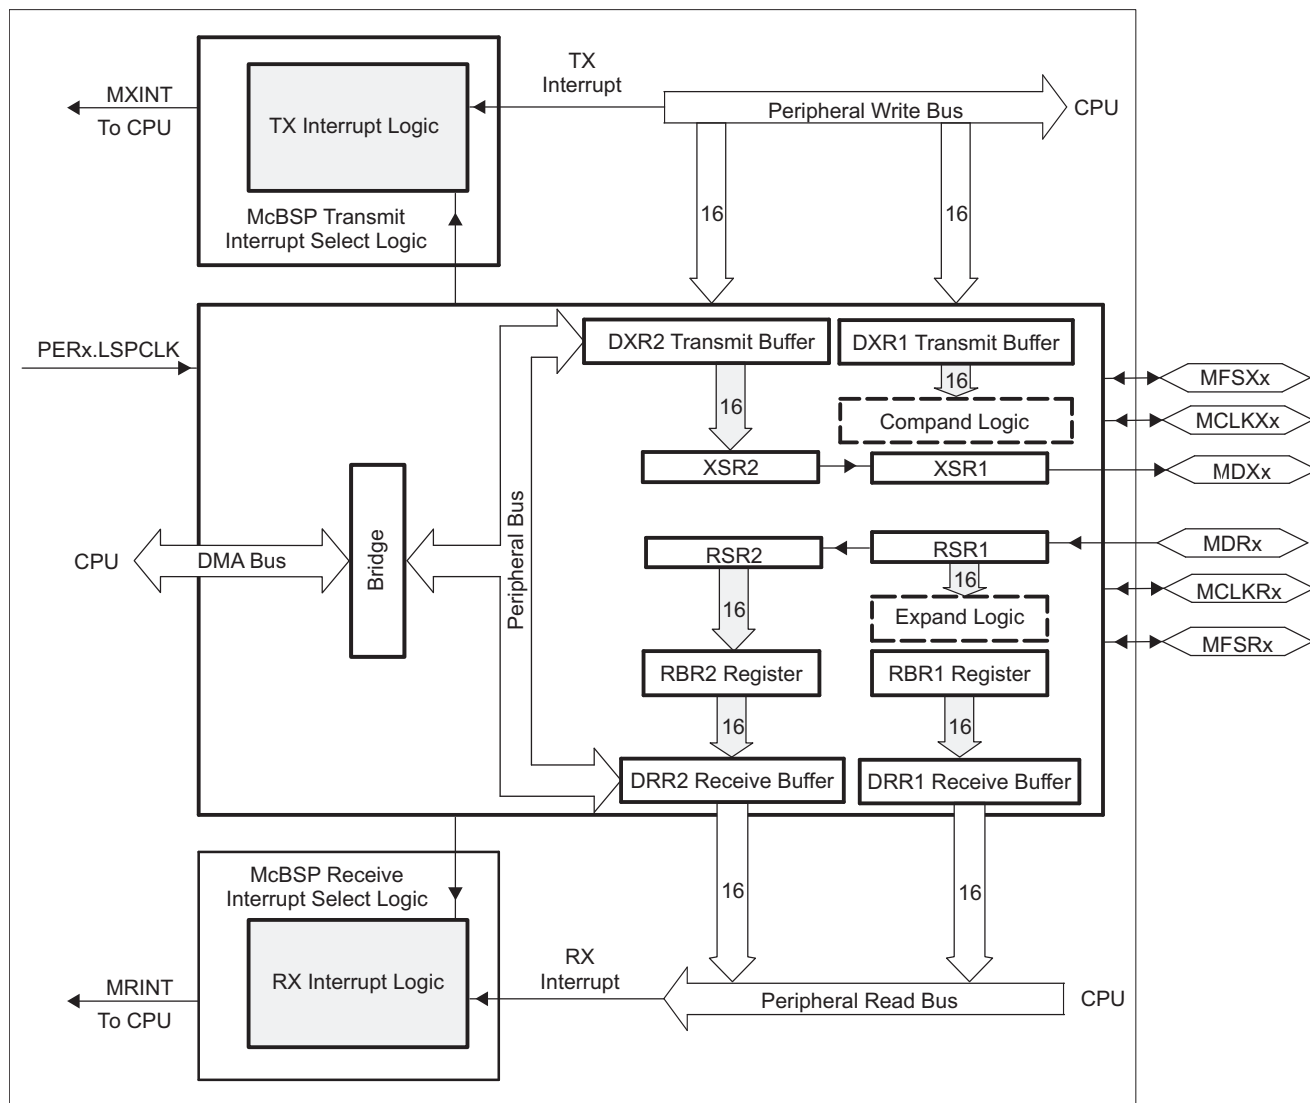 TX
Interrupt
MXINT
To CPU
TX Interrupt Logic
Peripheral Write Bus
CPU
McBSP Transmit
Interrupt Select Logic
16
16
PERx.LSPCLK
DXR2 Transmit Buffer
DXR1 Transmit Buffer
MFSXx
16
16
Compand Logic
MCLKXx
XSR2
XSR1
MDXx
Peripheral Bus
Bridge
CPU
DMA Bus
RSR2
RSR1
MDRx
16
16
Expand Logic
MCLKRx
MFSRx
RBR2 Register
RBR1 Register
16
16
DRR2 Receive Buffer
DRR1 Receive Buffer
McBSP Receive
Interrupt Select Logic
16
16
RX
Interrupt
RX Interrupt Logic
MRINT
To CPU
Peripheral Read Bus
CPU